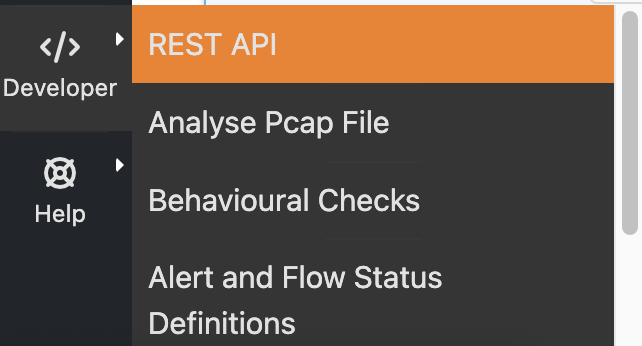 REST API
Developer
Analyse Pcap File
Behavioural Checks
Help
Alert and Flow Status
Definitions